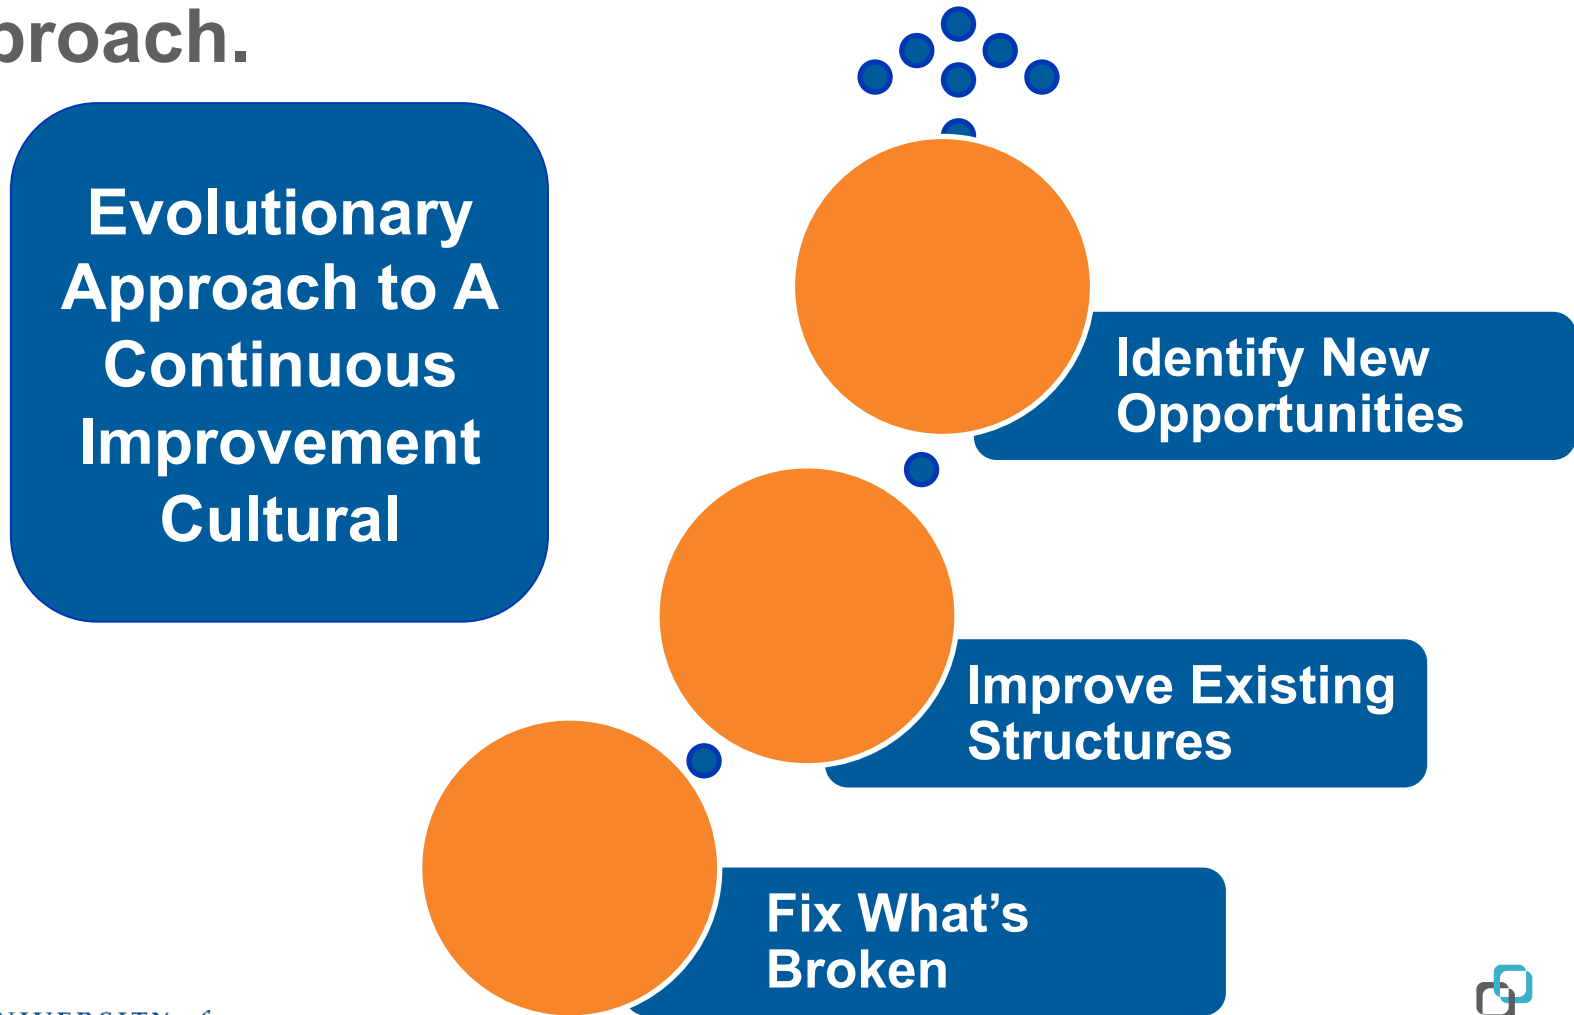 proach.
Evolutionary
Approach to A
Continuous
Improvement
Cultural
Identify New
Opportunities
Improve Existing
Structures
Fix What’s
Broken